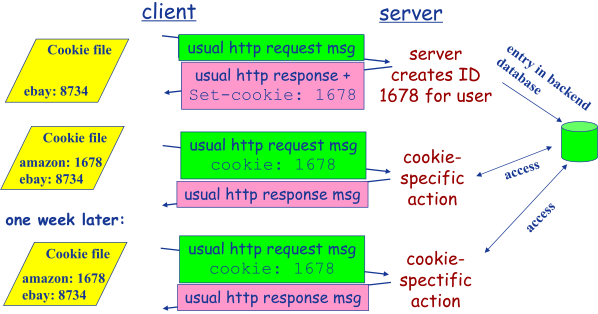 client
server
Cookie file
ebay: 8734
usual http request msg
usual http response +
Set-cookie: 1678
server
creates ID
1678 for user
entry in backend
database
Cookie file
amazon: 1678
ebay: 8734
usual http request msg
cookie: 1678
usual http response msg
cookie-
specific
action
access
access
one week later:
Cookie file
amazon: 1678
ebay: 8734
usual http request msg
cookie: 1678
usual http response msg
cookie-
spectific
action